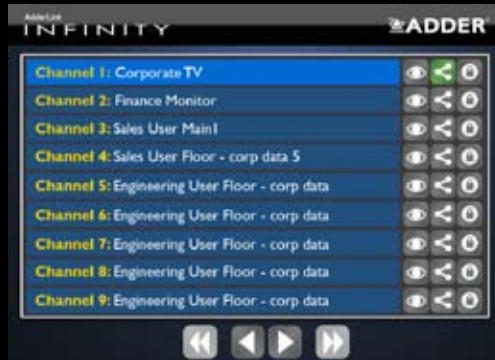 AdderLink
INFINITY
ADDER
Channel 1: Corporate TV
Channel 2: Finance Monitor
Channel 3: Sales User Main1
Channel 4: Sales User Floor - corp data 5
Channel 5: Engineering User Floor - corp data
Channel 6: Engineering User Floor - corp data
Channel 7: Engineering User Floor - corp data
Channel 8: Engineering User Floor - corp data
Channel 9: Engineering User Floor - corp data